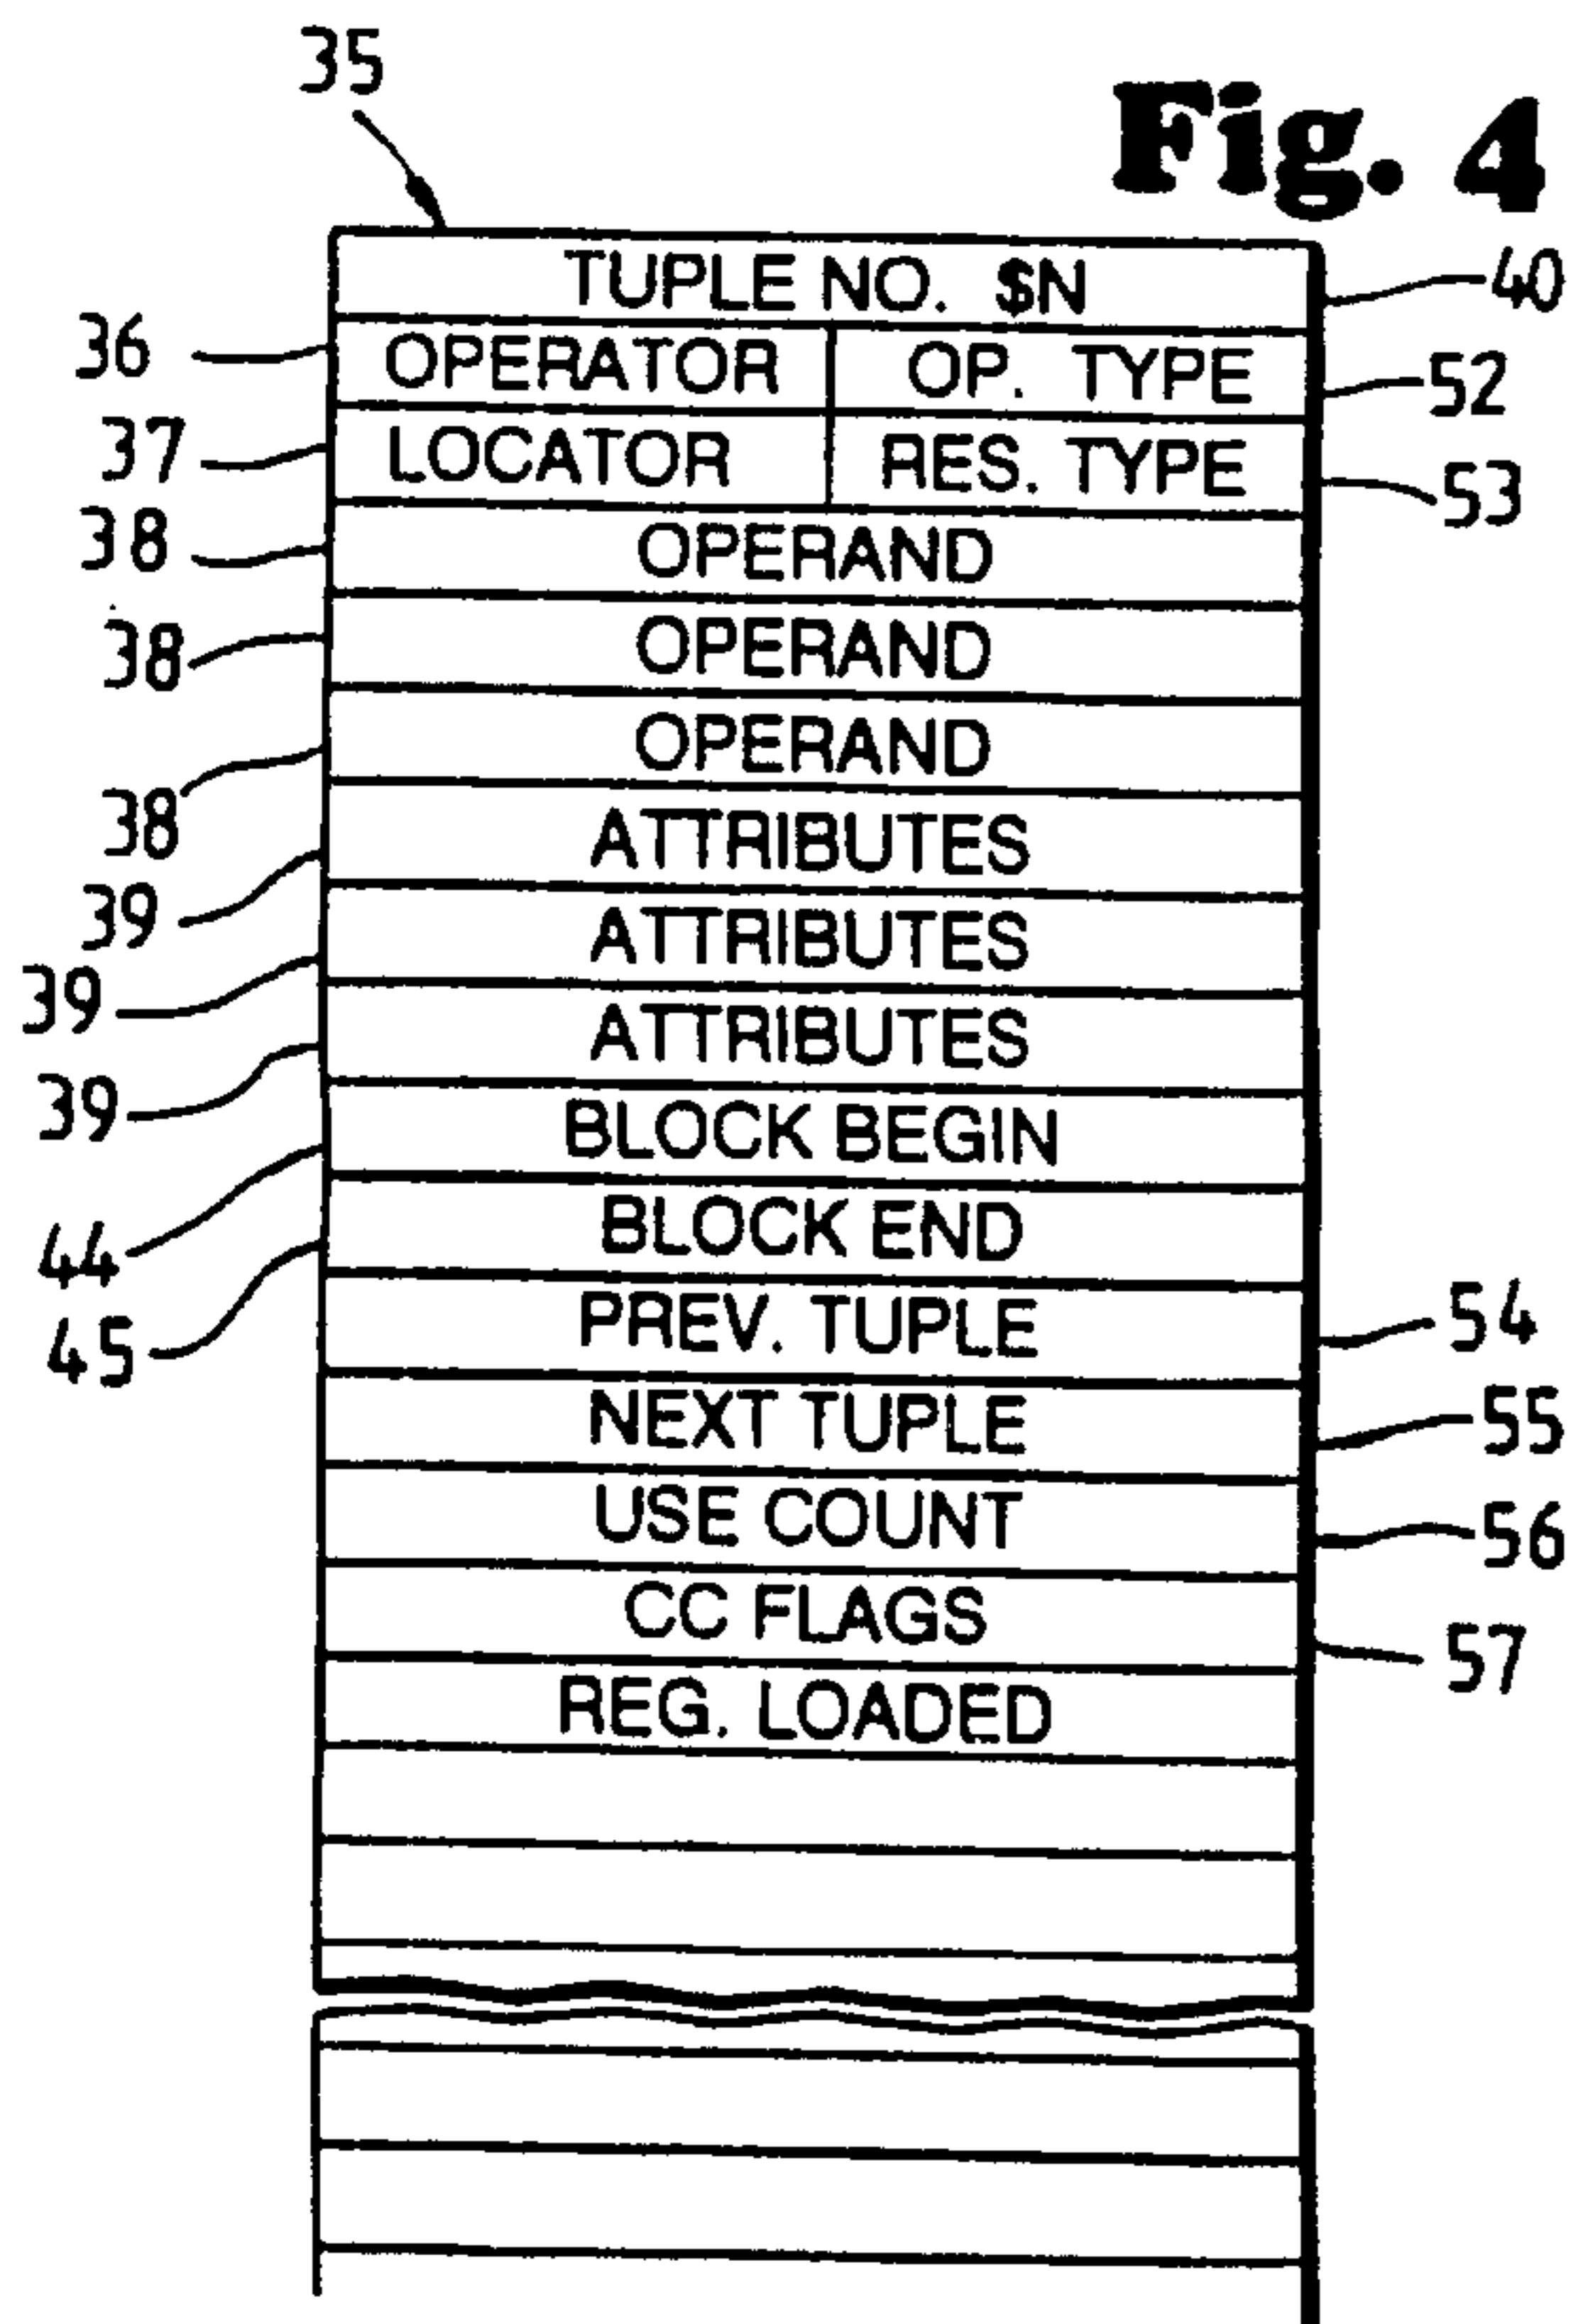 35
Fig. 4
TUPLE NO. $N 40
36 OPERATOR OP. TYPE 52
37 LOCATOR RES. TYPE 53
38 OPERAND
38 OPERAND
38 OPERAND
39 ATTRIBUTES
39 ATTRIBUTES
39 ATTRIBUTES
44 BLOCK BEGIN
45 BLOCK END
PREV. TUPLE 54
NEXT TUPLE 55
USE COUNT 56
CC FLAGS 57
REG. LOADED